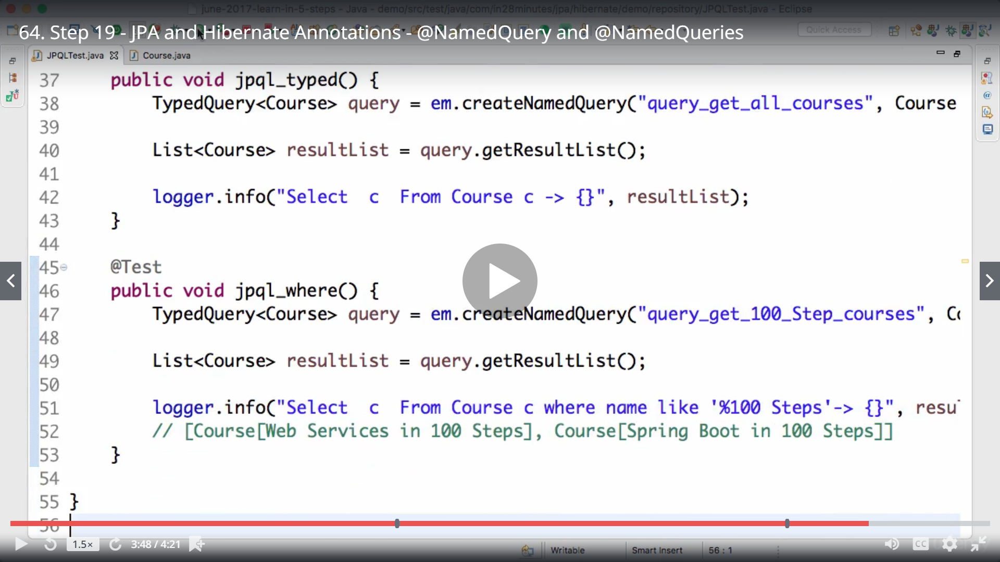 june-2017-learn-in-5-steps - Java - demo/src/test/java/com/in28minutes/jpa/hibernate/demo/repository/JPQLTest.java - Eclipse
64. Step 19 - JPA and Hibernate Annotations - @NamedQuery and @NamedQueries
Quick Access
JPQLTest.java Course.java
37 public void jpql_typed() {
38 TypedQuery<Course> query = em.createNamedQuery("query_get_all_courses", Course
39
40 List<Course> resultList = query.getResultList();
41
42 logger.info("Select  c  From Course c -> {}", resultList);
43 }
44
45 @Test
46 public void jpql_where() {
47 TypedQuery<Course> query = em.createNamedQuery("query_get_100_Step_courses", Co
48
49 List<Course> resultList = query.getResultList();
50
51 logger.info("Select  c  From Course c where name like '%100 Steps'-> {}", resul
52 // [Course[Web Services in 100 Steps], Course[Spring Boot in 100 Steps]]
53 }
54
55 }
56
1.5× 3:48 / 4:21 Writable Smart Insert 56 : 1 CC